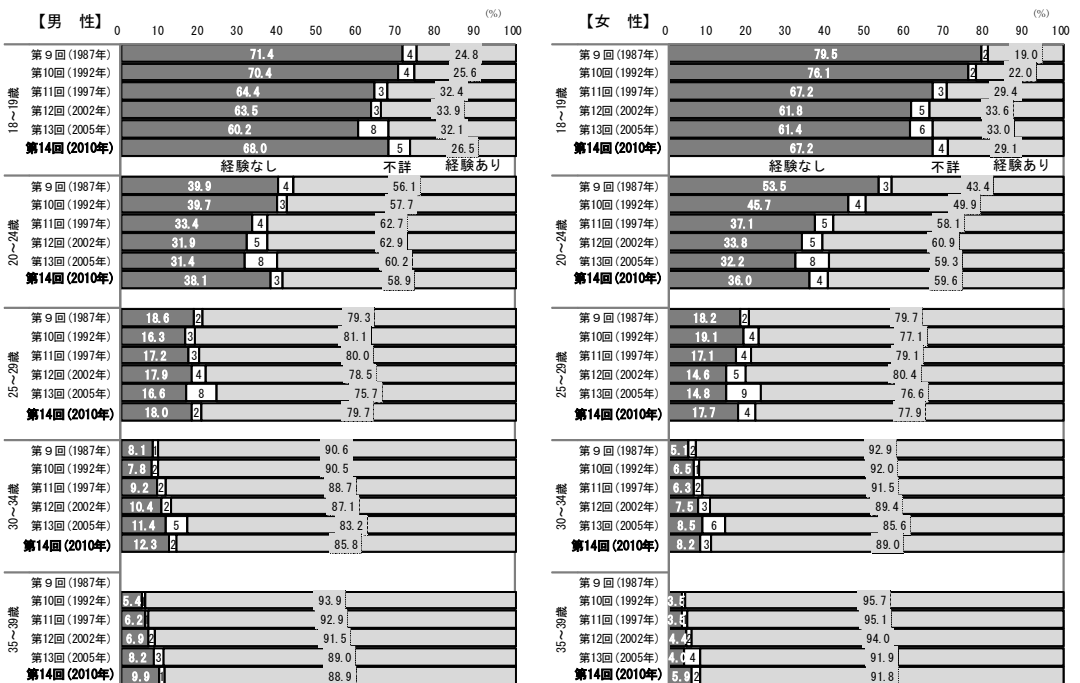 【男 性】
(%)
0 10 20 30 40 50 60 70 80 90 100
18～19歳
第9回(1987年) 71.4 4 24.8
第10回(1992年) 70.4 4 25.6
第11回(1997年) 64.4 3 32.4
第12回(2002年) 63.5 3 33.9
第13回(2005年) 60.2 8 32.1
第14回(2010年) 68.0 5 26.5
経験なし 不詳 経験あり
20～24歳
第9回(1987年) 39.9 4 56.1
第10回(1992年) 39.7 3 57.7
第11回(1997年) 33.4 4 62.7
第12回(2002年) 31.9 5 62.9
第13回(2005年) 31.4 8 60.2
第14回(2010年) 38.1 3 58.9
25～29歳
第9回(1987年) 18.6 2 79.3
第10回(1992年) 16.3 3 81.1
第11回(1997年) 17.2 3 80.0
第12回(2002年) 17.9 4 78.5
第13回(2005年) 16.6 8 75.7
第14回(2010年) 18.0 2 79.7
30～34歳
第9回(1987年) 8.1 1 90.6
第10回(1992年) 7.8 2 90.5
第11回(1997年) 9.2 2 88.7
第12回(2002年) 10.4 2 87.1
第13回(2005年) 11.4 5 83.2
第14回(2010年) 12.3 2 85.8
35～39歳
第9回(1987年)
第10回(1992年) 5.4 93.9
第11回(1997年) 6.2 92.9
第12回(2002年) 6.9 2 91.5
第13回(2005年) 8.2 3 89.0
第14回(2010年) 9.9 1 88.9
【女 性】
(%)
0 10 20 30 40 50 60 70 80 90 100
18～19歳
第9回(1987年) 79.5 2 19.0
第10回(1992年) 76.1 2 22.0
第11回(1997年) 67.2 3 29.4
第12回(2002年) 61.8 5 33.6
第13回(2005年) 61.4 6 33.0
第14回(2010年) 67.2 4 29.1
経験なし 不詳 経験あり
20～24歳
第9回(1987年) 53.5 3 43.4
第10回(1992年) 45.7 4 49.9
第11回(1997年) 37.1 5 58.1
第12回(2002年) 33.8 5 60.9
第13回(2005年) 32.2 8 59.3
第14回(2010年) 36.0 4 59.6
25～29歳
第9回(1987年) 18.2 2 79.7
第10回(1992年) 19.1 4 77.1
第11回(1997年) 17.1 4 79.1
第12回(2002年) 14.6 5 80.4
第13回(2005年) 14.8 9 76.6
第14回(2010年) 17.7 4 77.9
30～34歳
第9回(1987年) 5.1 2 92.9
第10回(1992年) 6.5 1 92.0
第11回(1997年) 6.3 2 91.5
第12回(2002年) 7.5 3 89.4
第13回(2005年) 8.5 6 85.6
第14回(2010年) 8.2 3 89.0
35～39歳
第9回(1987年)
第10回(1992年) 3.5 95.7
第11回(1997年) 3.5 95.1
第12回(2002年) 4.4 2 94.0
第13回(2005年) 4.0 4 91.9
第14回(2010年) 5.9 2 91.8